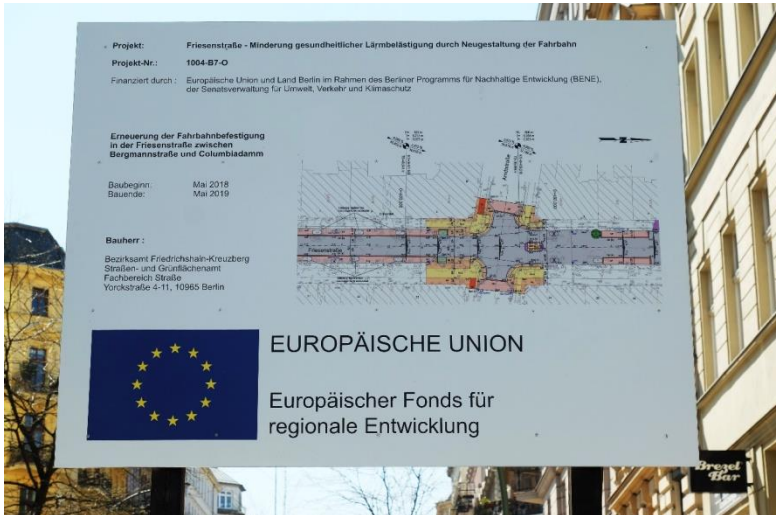 Projekt: Friesenstraße - Minderung gesundheitlicher Lärmbelästigung durch Neugestaltung der Fahrbahn
Projekt-Nr.: 1004-B7-O
Finanziert durch : Europäische Union und Land Berlin im Rahmen des Berliner Programms für Nachhaltige Entwicklung (BENE),
der Senatsverwaltung für Umwelt, Verkehr und Klimaschutz
Erneuerung der Fahrbahnbefestigung
in der Friesenstraße zwischen
Bergmannstraße und Columbiadamm
Baubeginn: Mai 2018
Bauende: Mai 2019
Bauherr :
Bezirksamt Friedrichshain-Kreuzberg
Straßen- und Grünflächenamt
Fachbereich Straße
Yorckstraße 4-11, 10965 Berlin
Arndtstraße
Friesenstraße
EUROPÄISCHE UNION
Europäischer Fonds für
regionale Entwicklung
Brezel
Bar